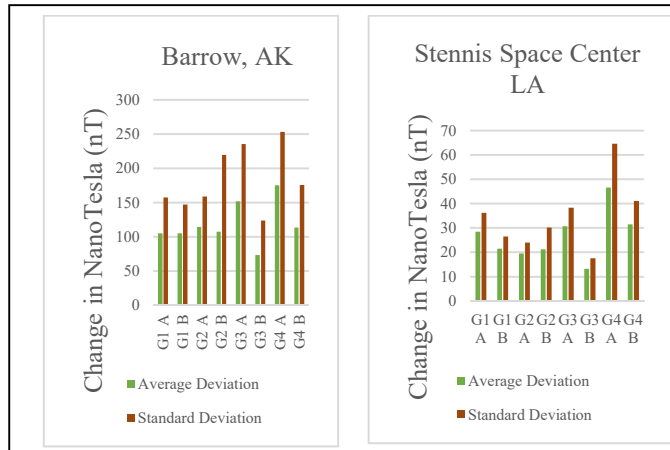 Barrow, AK
Change in NanoTesla (nT)
300
250
200
150
100
50
0
G1 A
G1 B
G2 A
G2 B
G3 A
G3 B
G4 A
G4 B
Average Deviation
Standard Deviation
Stennis Space Center
LA
Change in NanoTesla (nT)
70
60
50
40
30
20
10
0
G1 G1 G2 G2 G3 G3 G4 G4
A B A B A B A B
Average Deviation
Standard Deviation